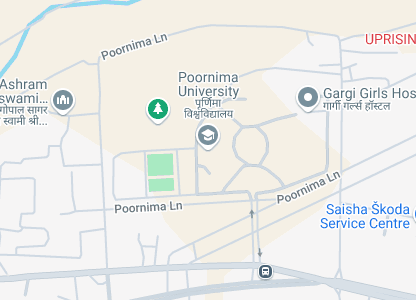 Poornima Ln
UPRISIN
Poornima
University
पूर्णिमा
विश्वविद्यालय
Ashram
swami...
गोपाल सागर
स्वामी श्री...
Gargi Girls Hos
गार्गी गर्ल्स हॉस्टल
Poornima Ln
Poornima Ln
Saisha Škoda
Service Centre